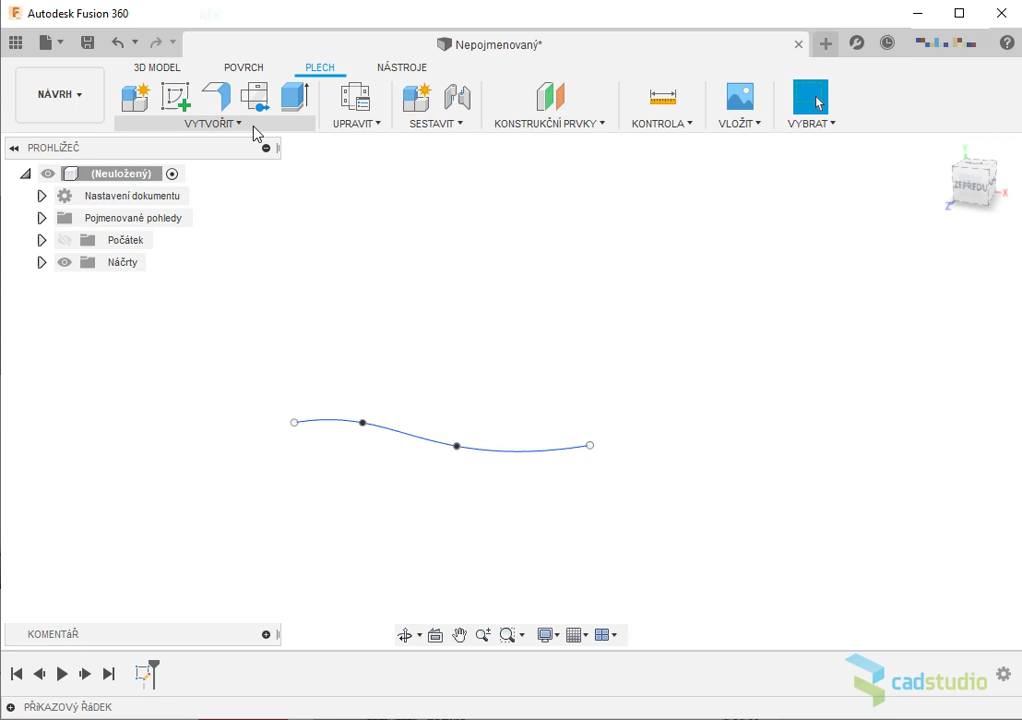 Autodesk Fusion 360
Nepojmenovaný*
3D MODEL POVRCH PLECH NÁSTROJE
NÁVRH
VYTVOŘIT UPRAVIT SESTAVIT KONSTRUKČNÍ PRVKY KONTROLA VLOŽIT VYBRAT
PROHLÍŽEČ
(Neuložený)
Nastavení dokumentu
Pojmenované pohledy
Počátek
Náčrty
ZEPŘEDU
Y
X
Z
KOMENTÁŘ
cadstudio
PŘÍKAZOVÝ ŘÁDEK